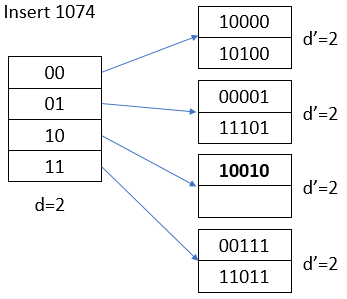 Insert 1074
00
01
10
11
d=2
10000
10100
d’=2
00001
11101
d’=2
10010
d’=2
00111
11011
d’=2